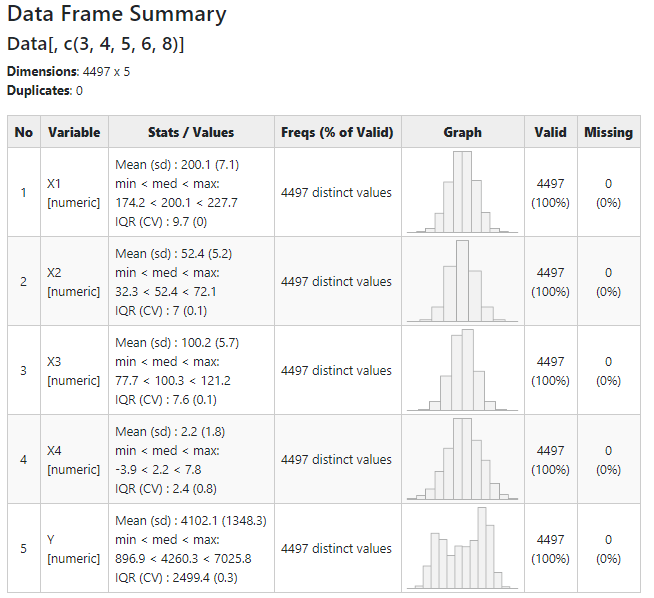 Data Frame Summary
Data[, c(3, 4, 5, 6, 8)]
Dimensions: 4497 x 5
Duplicates: 0
No Variable Stats / Values Freqs (% of Valid) Graph Valid Missing
1 X1 [numeric] Mean (sd) : 200.1 (7.1)
min < med < max:
174.2 < 200.1 < 227.7
IQR (CV) : 9.7 (0)
4497 distinct values 4497 (100%) 0 (0%)
2 X2 [numeric] Mean (sd) : 52.4 (5.2)
min < med < max:
32.3 < 52.4 < 72.1
IQR (CV) : 7 (0.1)
4497 distinct values 4497 (100%) 0 (0%)
3 X3 [numeric] Mean (sd) : 100.2 (5.7)
min < med < max:
77.7 < 100.3 < 121.2
IQR (CV) : 7.6 (0.1)
4497 distinct values 4497 (100%) 0 (0%)
4 X4 [numeric] Mean (sd) : 2.2 (1.8)
min < med < max:
-3.9 < 2.2 < 7.8
IQR (CV) : 2.4 (0.8)
4497 distinct values 4497 (100%) 0 (0%)
5 Y [numeric] Mean (sd) : 4102.1 (1348.3)
min < med < max:
896.9 < 4260.3 < 7025.8
IQR (CV) : 2499.4 (0.3)
4497 distinct values 4497 (100%) 0 (0%)